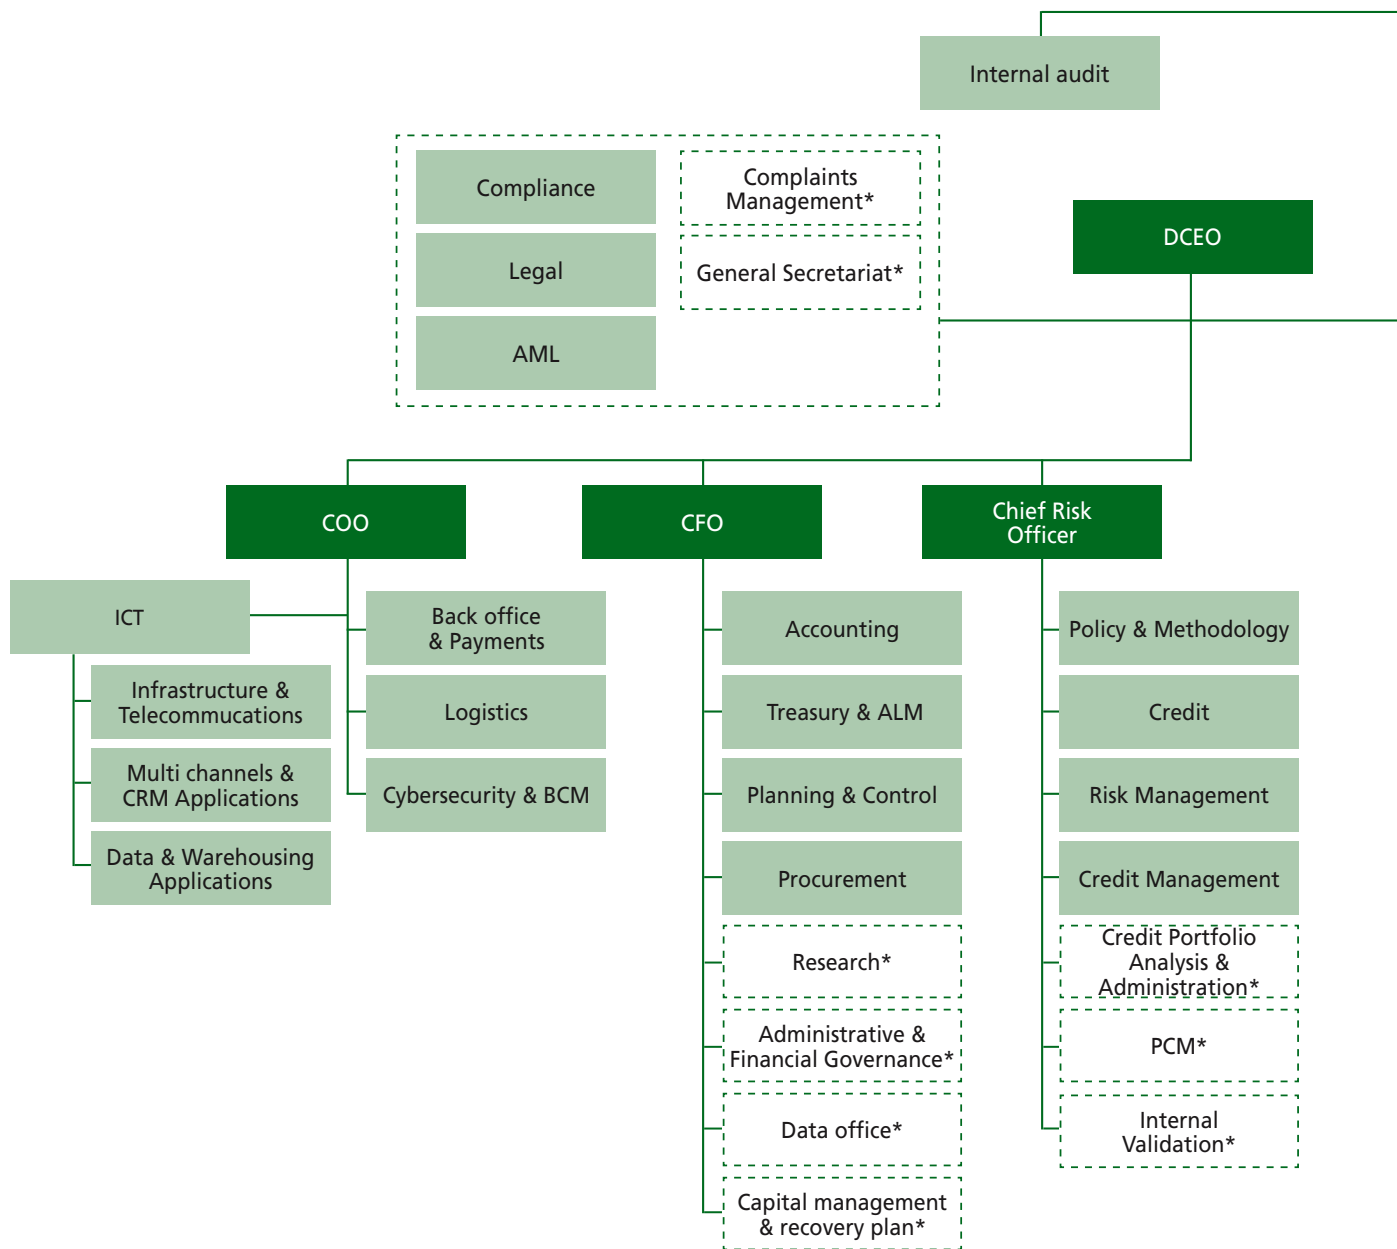 Internal audit
Compliance
Complaints
Management*
Legal
General Secretariat*
AML
DCEO
COO
CFO
Chief Risk
Officer
ICT
Infrastructure &
Telecommucations
Multi channels &
CRM Applications
Data & Warehousing
Applications
Back office
& Payments
Logistics
Cybersecurity & BCM
Accounting
Treasury & ALM
Planning & Control
Procurement
Research*
Administrative &
Financial Governance*
Data office*
Capital management
& recovery plan*
Policy & Methodology
Credit
Risk Management
Credit Management
Credit Portfolio
Analysis &
Administration*
PCM*
Internal
Validation*